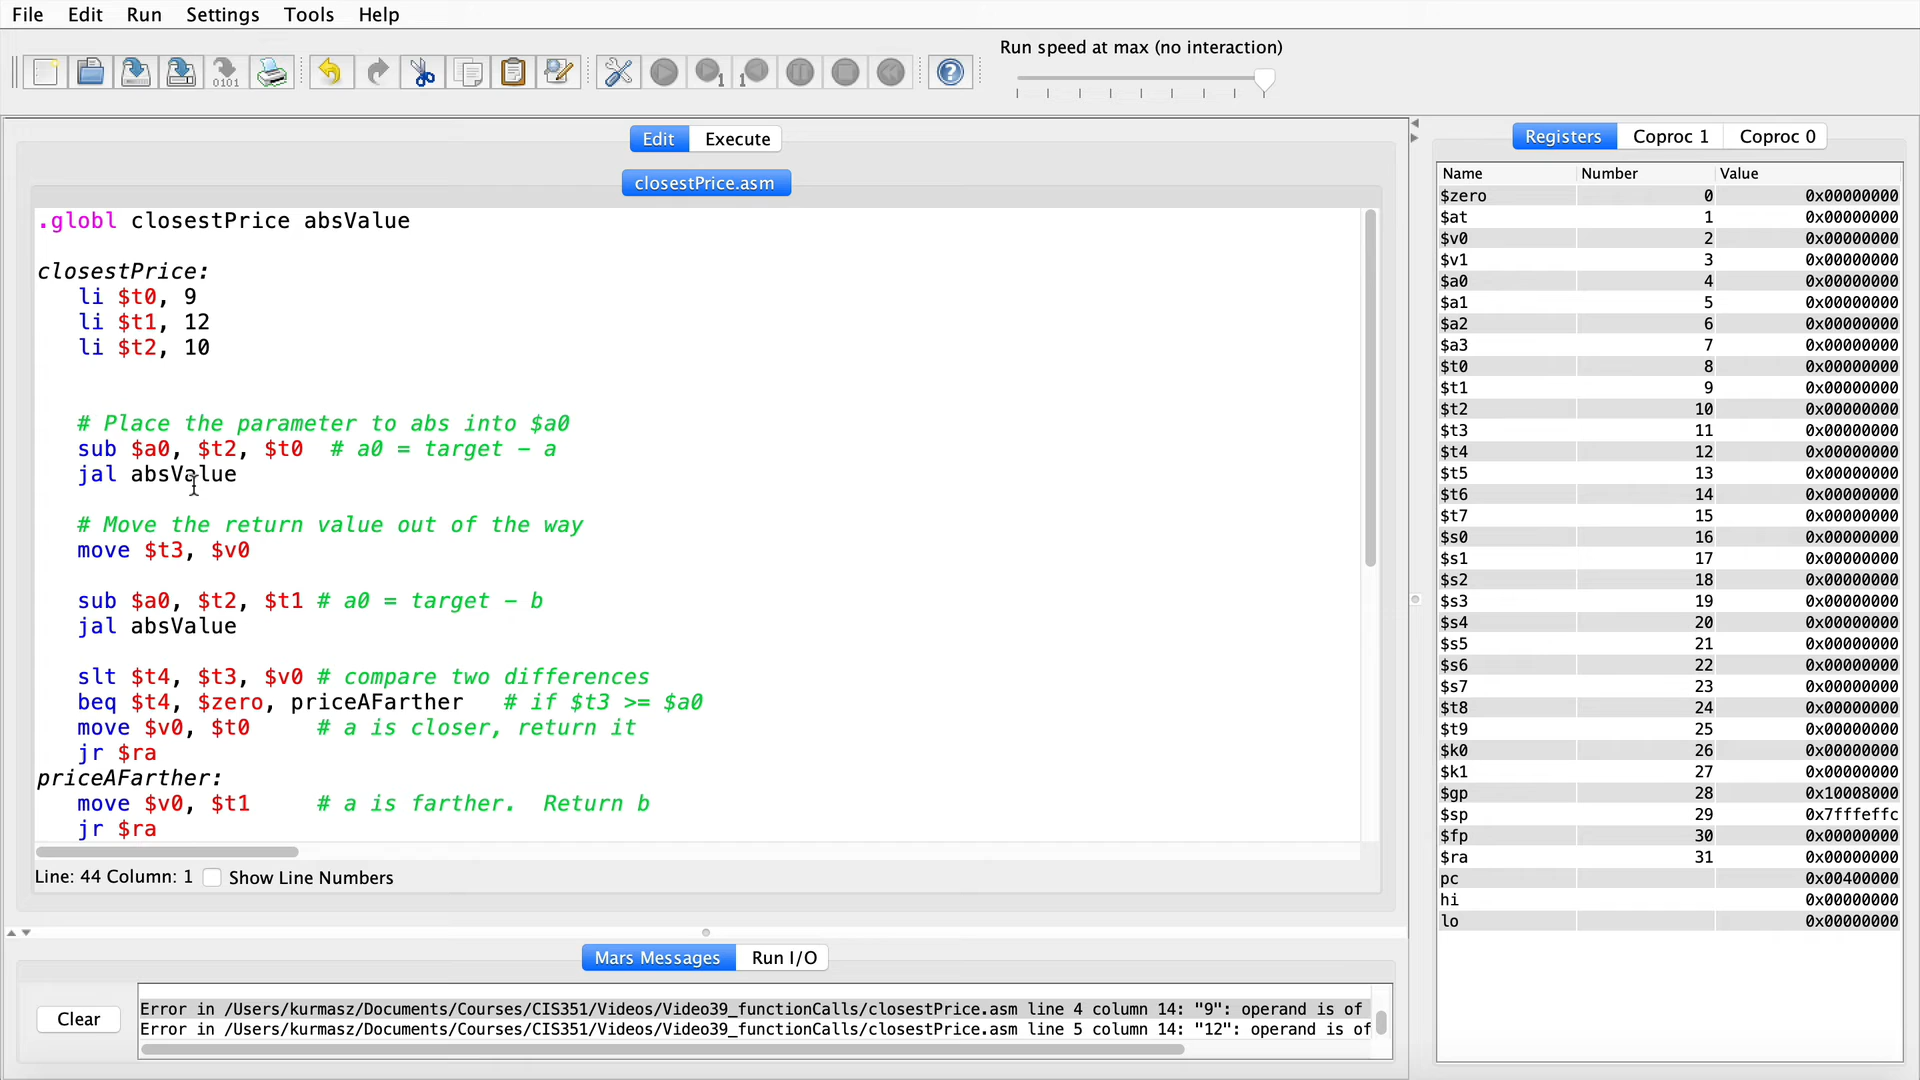 File Edit Run Settings Tools Help
Run speed at max (no interaction)
0101
1
1
?
Edit Execute
closestPrice.asm
.globl closestPrice absValue
closestPrice:
li $t0, 9
li $t1, 12
li $t2, 10
# Place the parameter to abs into $a0
sub $a0, $t2, $t0 # a0 = target - a
jal absValue
# Move the return value out of the way
move $t3, $v0
sub $a0, $t2, $t1 # a0 = target - b
jal absValue
slt $t4, $t3, $v0 # compare two differences
beq $t4, $zero, priceAFarther # if $t3 >= $a0
move $v0, $t0 # a is closer, return it
jr $ra
priceAFarther:
move $v0, $t1 # a is farther. Return b
jr $ra
Line: 44 Column: 1 Show Line Numbers
Mars Messages Run I/O
Clear
Error in /Users/kurmasz/Documents/Courses/CIS351/Videos/Video39_functionCalls/closestPrice.asm line 4 column 14: "9": operand is of
Error in /Users/kurmasz/Documents/Courses/CIS351/Videos/Video39_functionCalls/closestPrice.asm line 5 column 14: "12": operand is of
Registers Coproc 1 Coproc 0
Name Number Value
$zero 0 0x00000000
$at 1 0x00000000
$v0 2 0x00000000
$v1 3 0x00000000
$a0 4 0x00000000
$a1 5 0x00000000
$a2 6 0x00000000
$a3 7 0x00000000
$t0 8 0x00000000
$t1 9 0x00000000
$t2 10 0x00000000
$t3 11 0x00000000
$t4 12 0x00000000
$t5 13 0x00000000
$t6 14 0x00000000
$t7 15 0x00000000
$s0 16 0x00000000
$s1 17 0x00000000
$s2 18 0x00000000
$s3 19 0x00000000
$s4 20 0x00000000
$s5 21 0x00000000
$s6 22 0x00000000
$s7 23 0x00000000
$t8 24 0x00000000
$t9 25 0x00000000
$k0 26 0x00000000
$k1 27 0x00000000
$gp 28 0x10008000
$sp 29 0x7fffeffc
$fp 30 0x00000000
$ra 31 0x00000000
pc 0x00400000
hi 0x00000000
lo 0x00000000